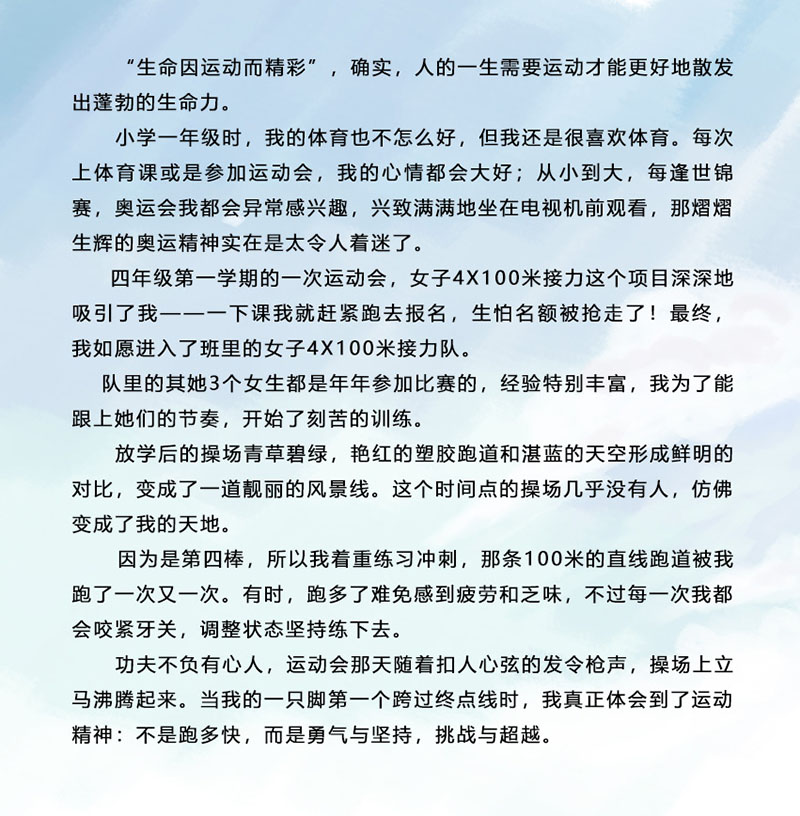 “生命因运动而精彩”，确实，人的一生需要运动才能更好地散发
出蓬勃的生命力。
小学一年级时，我的体育也不怎么好，但我还是很喜欢体育。每次
上体育课或是参加运动会，我的心情都会大好；从小到大，每逢世锦
赛，奥运会我都会异常感兴趣，兴致满满地坐在电视机前观看，那熠熠
生辉的奥运精神实在是太令人着迷了。
四年级第一学期的一次运动会，女子4X100米接力这个项目深深地
吸引了我——一下课我就赶紧跑去报名，生怕名额被抢走了！最终，
我如愿进入了班里的女子4X100米接力队。
队里的其她3个女生都是年年参加比赛的，经验特别丰富，我为了能
跟上她们的节奏，开始了刻苦的训练。
放学后的操场青草碧绿，艳红的塑胶跑道和湛蓝的天空形成鲜明的
对比，变成了一道靓丽的风景线。这个时间点的操场几乎没有人，仿佛
变成了我的天地。
因为是第四棒，所以我着重练习冲刺，那条100米的直线跑道被我
跑了一次又一次。有时，跑多了难免感到疲劳和乏味，不过每一次我都
会咬紧牙关，调整状态坚持练下去。
功夫不负有心人，运动会那天随着扣人心弦的发令枪声，操场上立
马沸腾起来。当我的一只脚第一个跨过终点线时，我真正体会到了运动
精神：不是跑多快，而是勇气与坚持，挑战与超越。